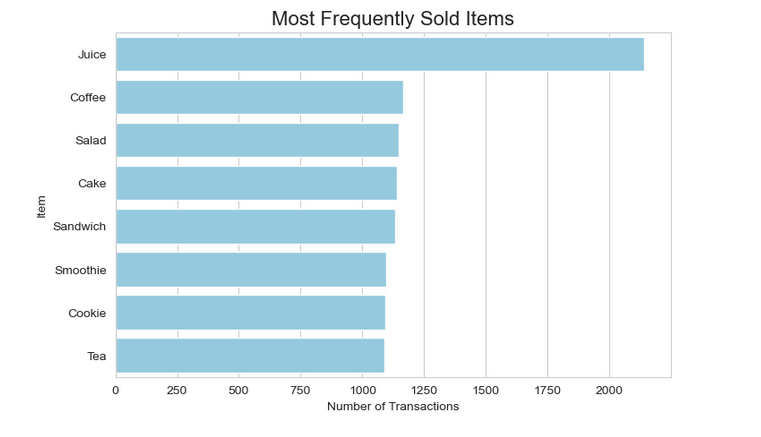 Most Frequently Sold Items
Juice
Coffee
Salad
Cake
Sandwich
Smoothie
Cookie
Tea
Item
0 250 500 750 1000 1250 1500 1750 2000
Number of Transactions